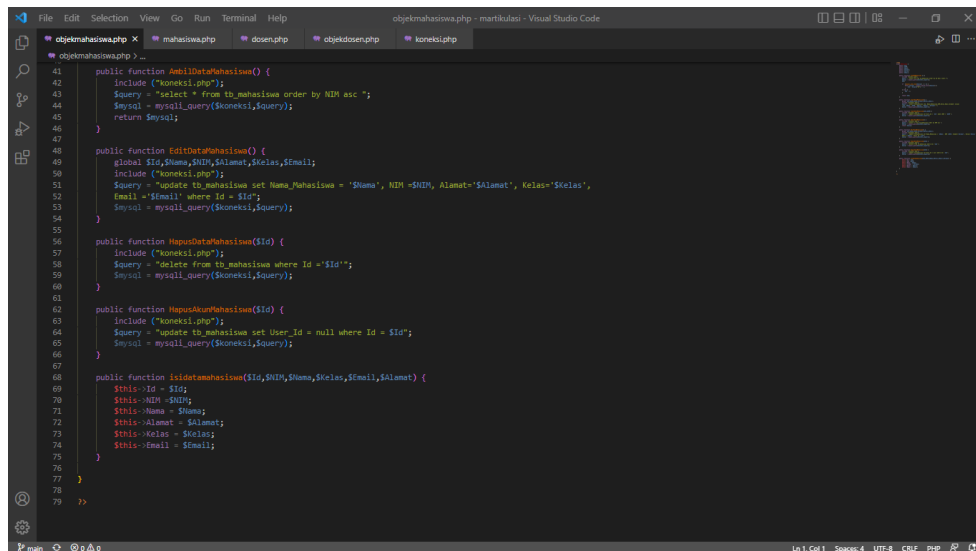 File Edit Selection View Go Run Terminal Help objekmahasiswa.php - martikulasi - Visual Studio Code
objekmahasiswa.php mahasiswa.php dosen.php objekdosen.php koneksi.php
objekmahasiswa.php > ...
41 public function AmbilDataMahasiswa() {
42 include ("koneksi.php");
43 $query = "select * from tb_mahasiswa order by NIM asc ";
44 $mysql = mysqli_query($koneksi,$query);
45 return $mysql;
46 }
47
48 public function EditDataMahasiswa() {
49 global $Id,$Nama,$NIM,$Alamat,$Kelas,$Email;
50 include ("koneksi.php");
51 $query = "update tb_mahasiswa set Nama_Mahasiswa = '$Nama', NIM =$NIM, Alamat='$Alamat', Kelas='$Kelas',
52 Email ='$Email' where Id = $Id";
53 $mysql = mysqli_query($koneksi,$query);
54 }
55
56 public function HapusDataMahasiswa($Id) {
57 include ("koneksi.php");
58 $query = "delete from tb_mahasiswa where Id ='$Id'";
59 $mysql = mysqli_query($koneksi,$query);
60 }
61
62 public function HapusAkunMahasiswa($Id) {
63 include ("koneksi.php");
64 $query = "update tb_mahasiswa set User_Id = null where Id = $Id";
65 $mysql = mysqli_query($koneksi,$query);
66 }
67
68 public function isidatamahasiswa($Id,$NIM,$Nama,$Kelas,$Email,$Alamat) {
69 $this->Id = $Id;
70 $this->NIM =$NIM;
71 $this->Nama = $Nama;
72 $this->Alamat = $Alamat;
73 $this->Kelas = $Kelas;
74 $this->Email = $Email;
75 }
76
77 }
78
79 ?>
main 0 0 Ln 1, Col 1 Spaces: 4 UTF-8 CRLF PHP